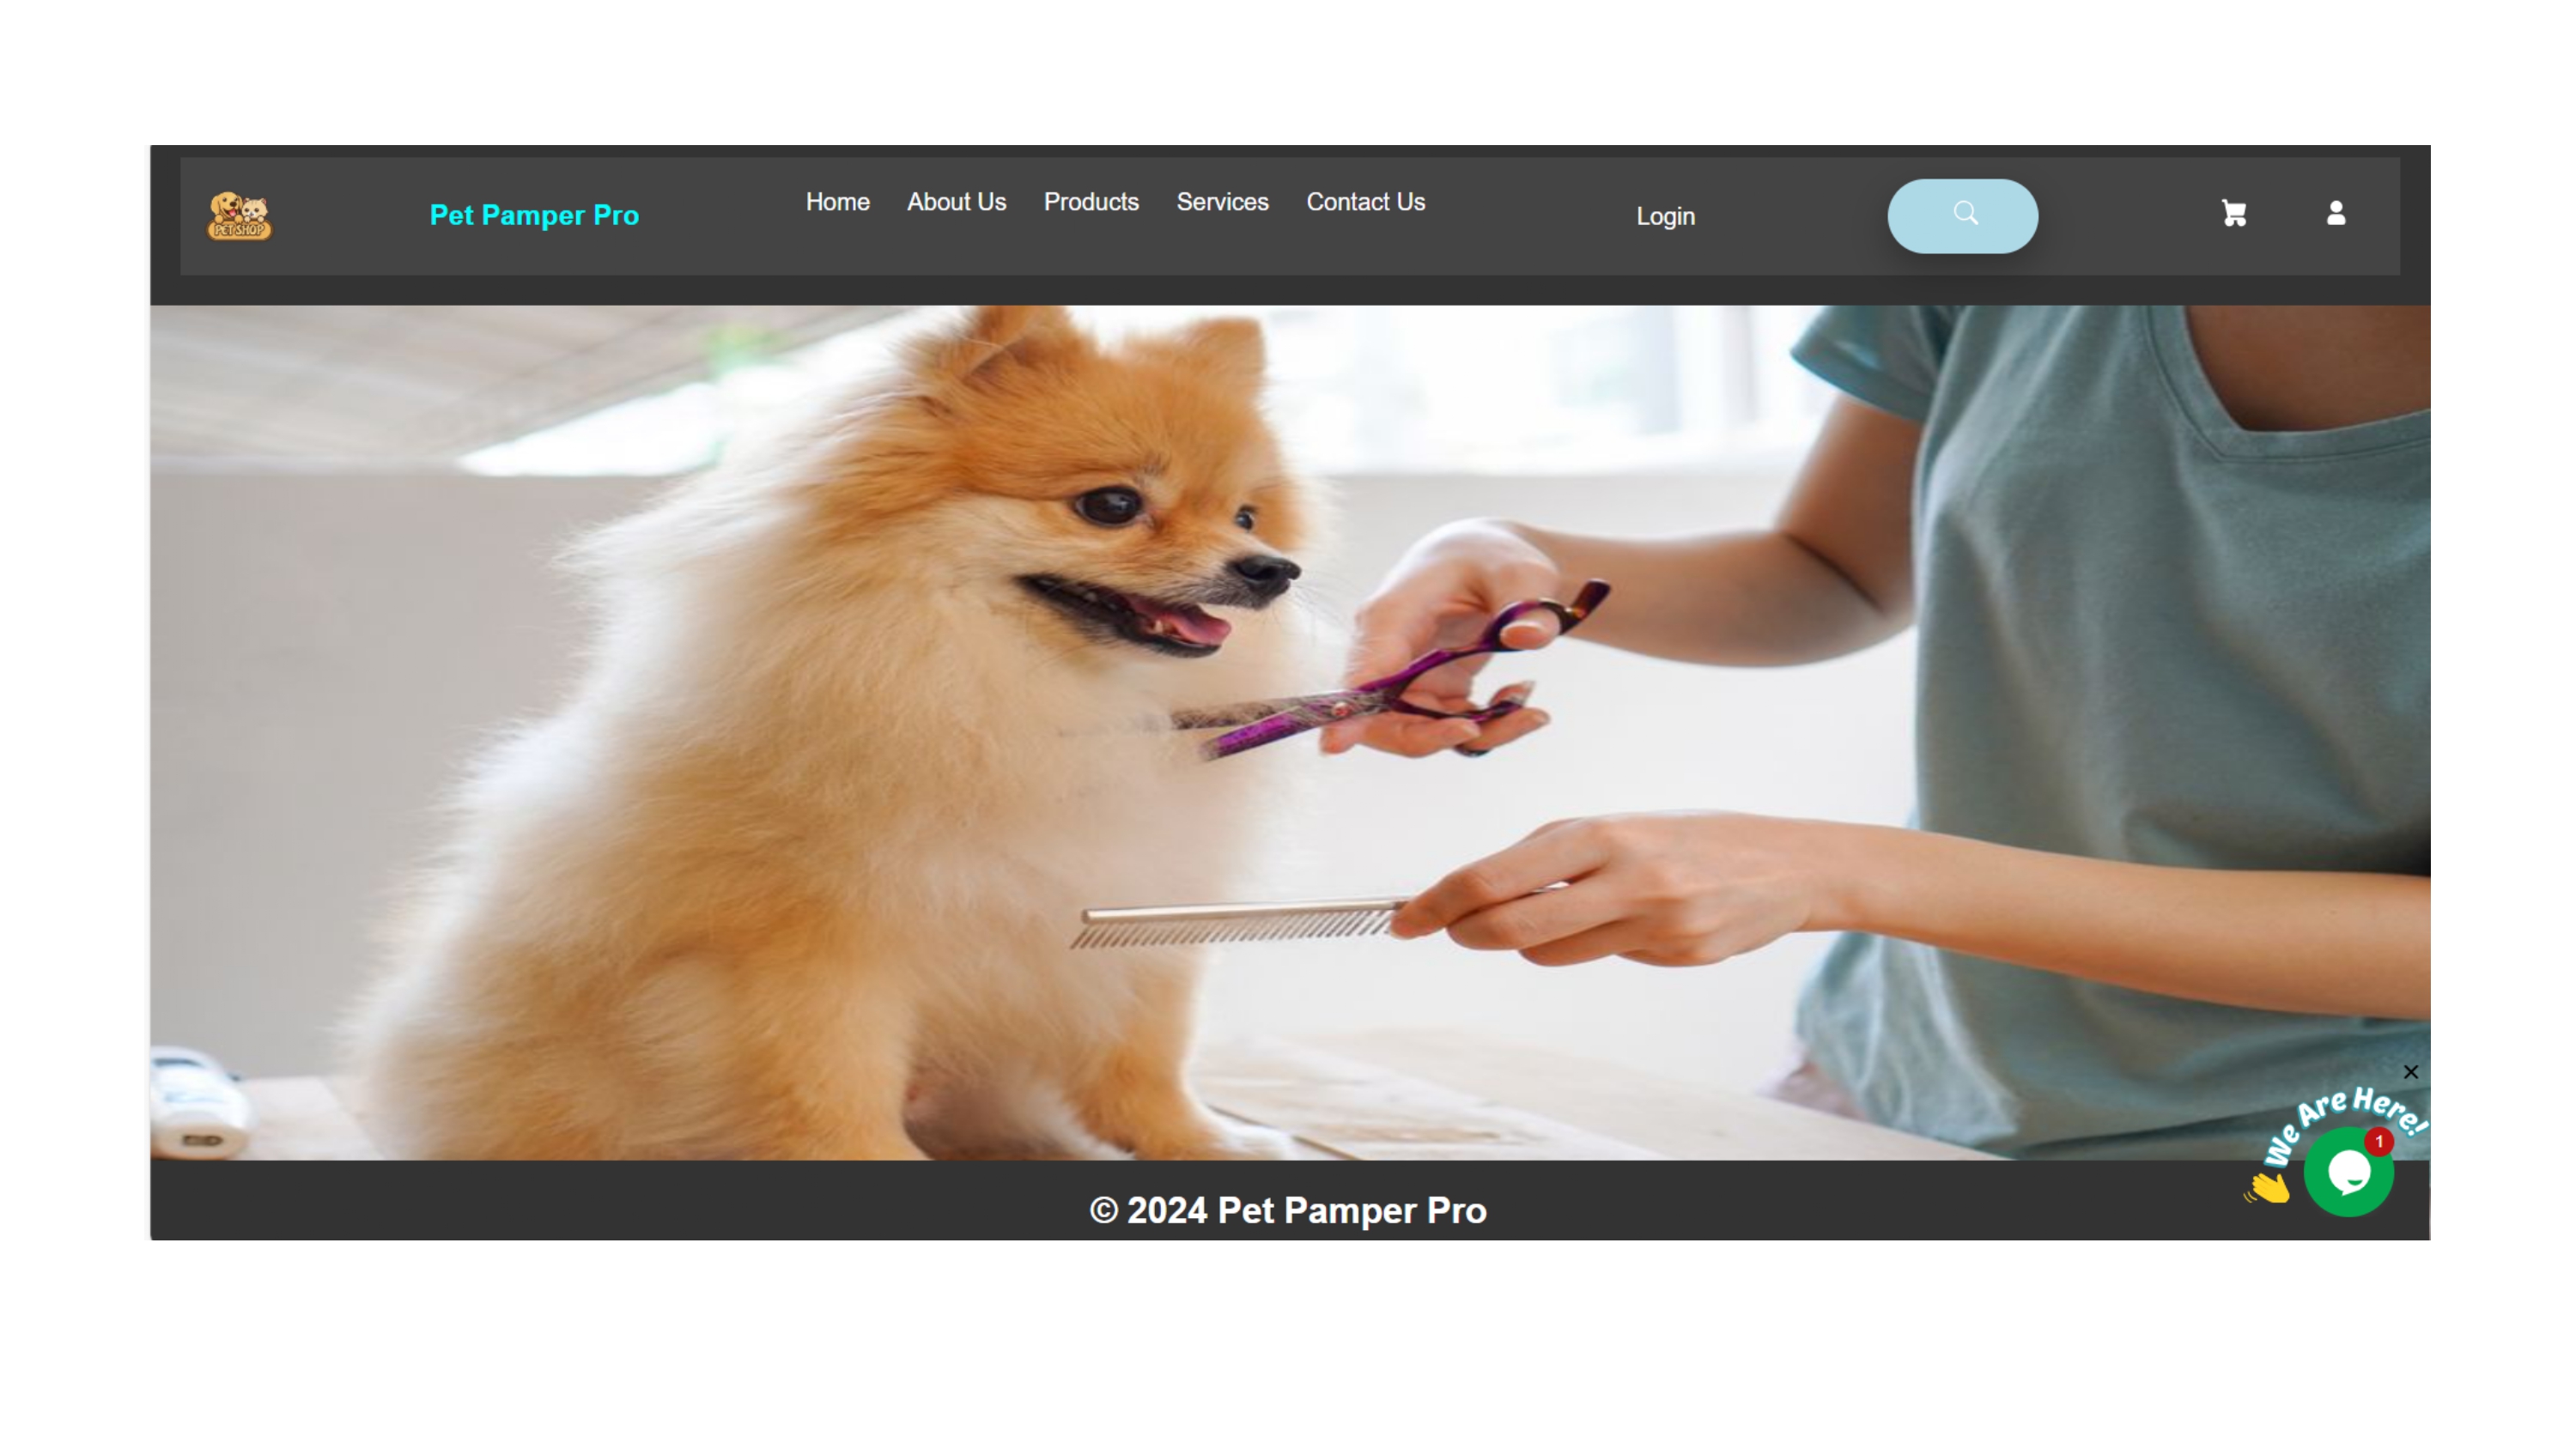 PET SHOP
Pet Pamper Pro
Home About Us Products Services Contact Us
Login
We Are Here!
1
© 2024 Pet Pamper Pro